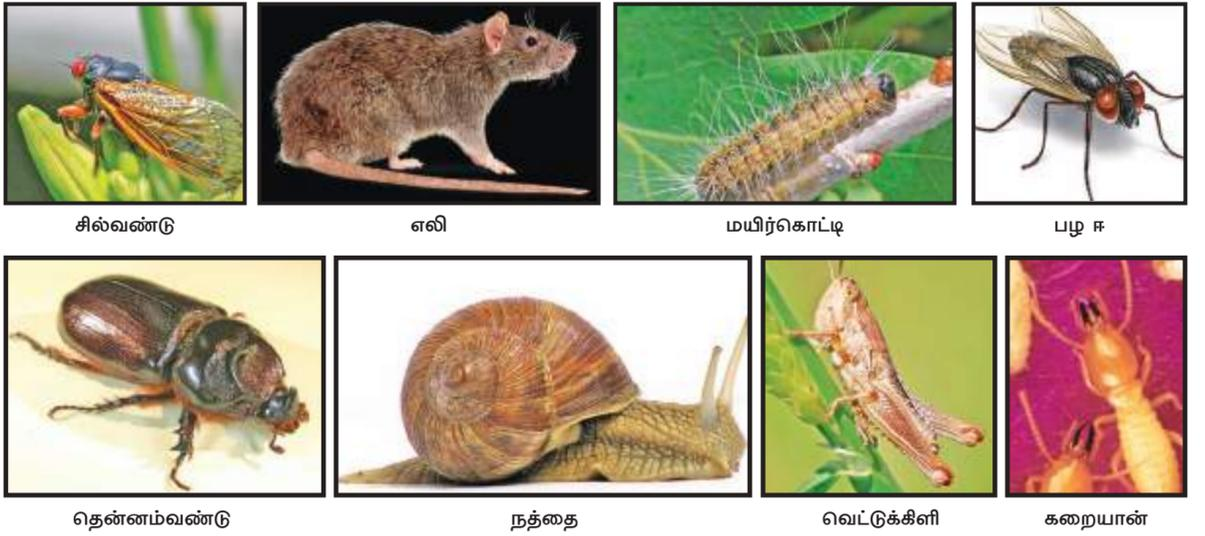 சில்வண்டு எலி மயிர்கொட்டி பழ ஈ
தென்னம்வண்டு நத்தை வெட்டுக்கிளி கறையான்